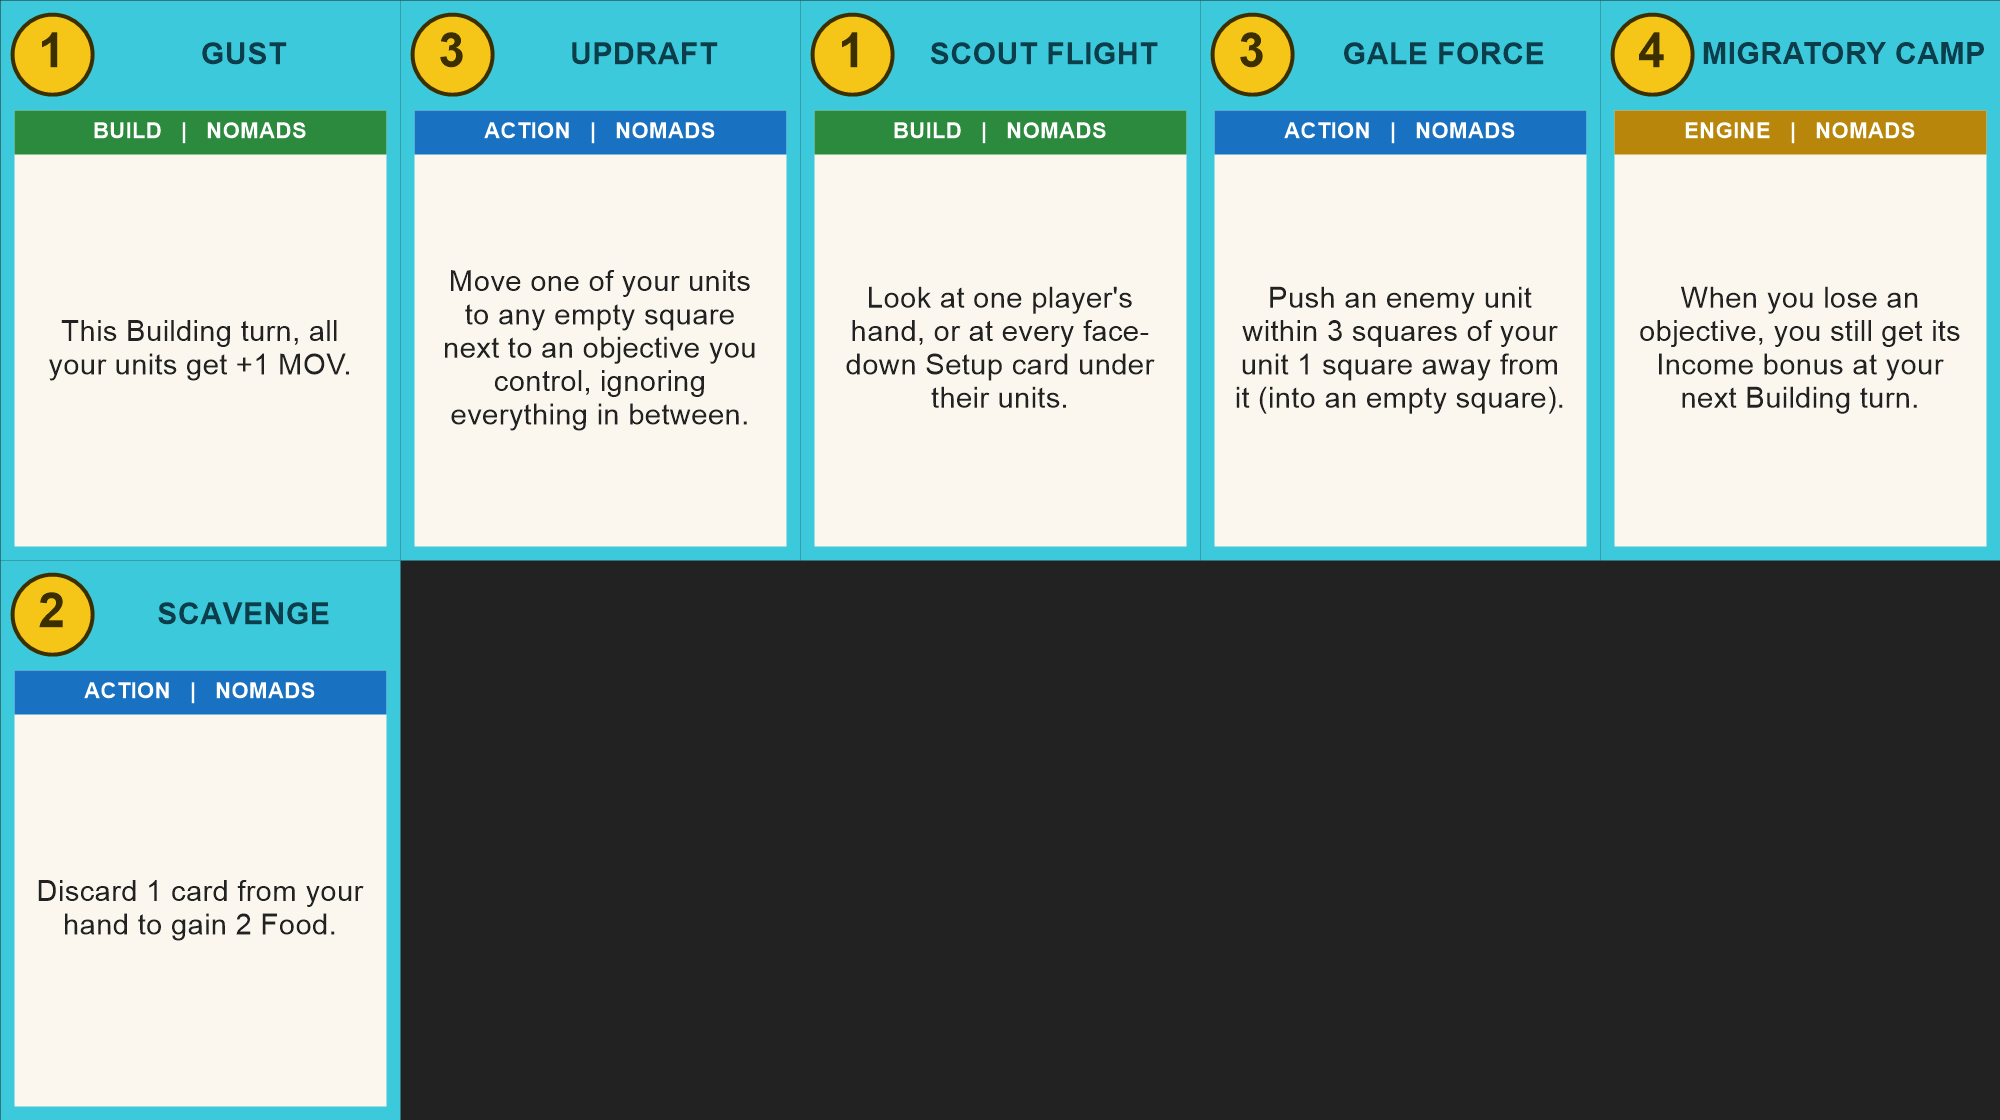 1 GUST
BUILD | NOMADS
This Building turn, all
your units get +1 MOV.
3 UPDRAFT
ACTION | NOMADS
Move one of your units
to any empty square
next to an objective you
control, ignoring
everything in between.
1 SCOUT FLIGHT
BUILD | NOMADS
Look at one player's
hand, or at every face-
down Setup card under
their units.
3 GALE FORCE
ACTION | NOMADS
Push an enemy unit
within 3 squares of your
unit 1 square away from
it (into an empty square).
4 MIGRATORY CAMP
ENGINE | NOMADS
When you lose an
objective, you still get its
Income bonus at your
next Building turn.
2 SCAVENGE
ACTION | NOMADS
Discard 1 card from your
hand to gain 2 Food.